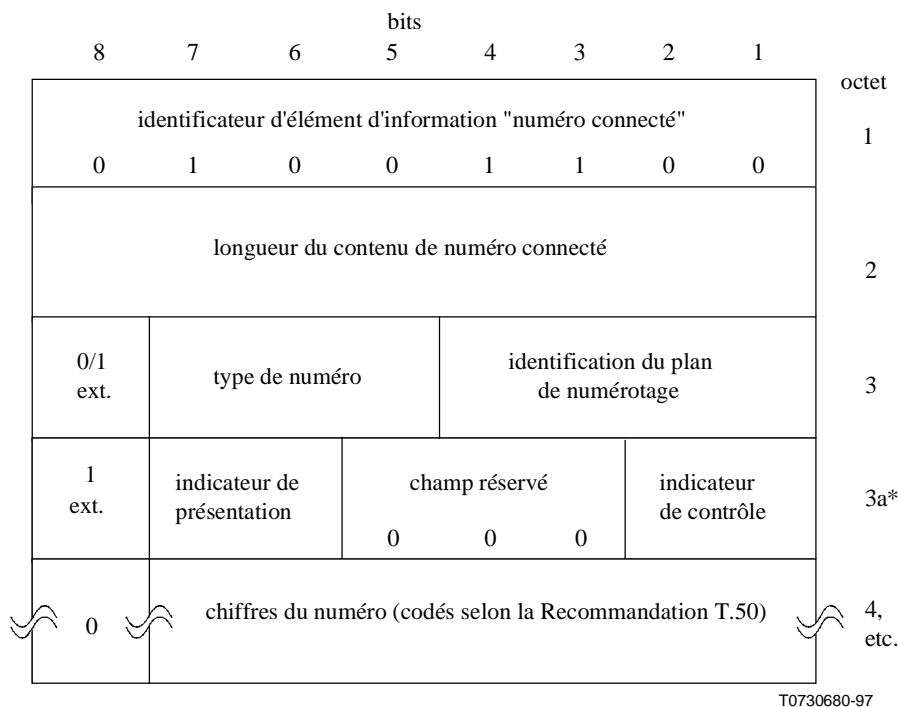 bits
8 7 6 5 4 3 2 1
octet
identificateur d'élément d'information "numéro connecté"
1
0 1 0 0 1 1 0 0
longueur du contenu de numéro connecté
2
0/1
ext.
type de numéro
identification du plan
de numérotage
3
1
ext.
indicateur de
présentation
champ réservé
0 0 0
indicateur
de contrôle
3a*
0
chiffres du numéro (codés selon la Recommandation T.50)
4,
etc.
T0730680-97